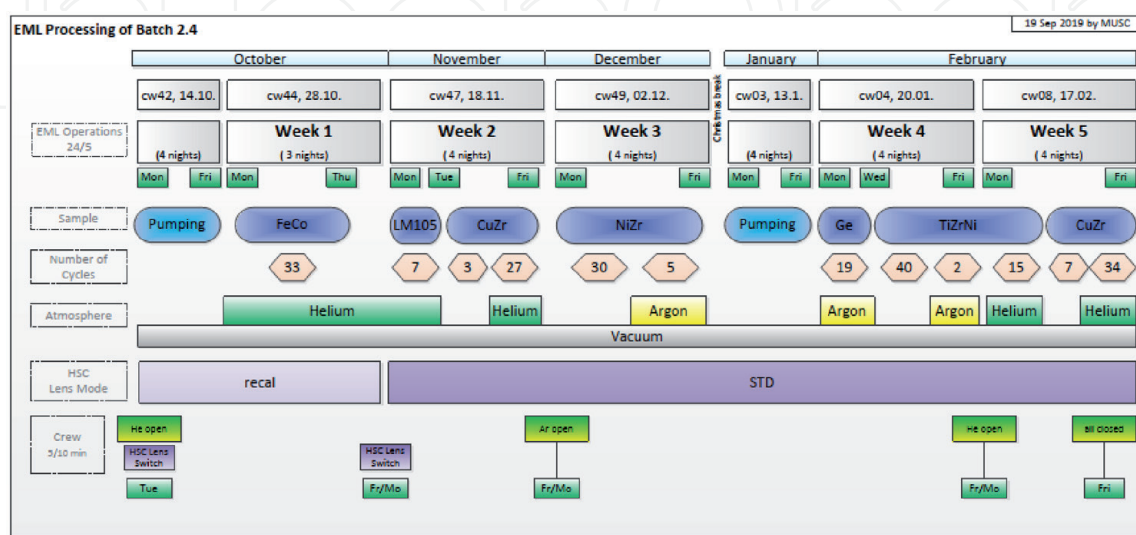 EML Processing of Batch 2.4
19 Sep 2019 by MUSC
October
November
December
January
February
cw42, 14.10.
cw44, 28.10.
cw47, 18.11.
cw49, 02.12.
Christmas break
cw03, 13.1.
cw04, 20.01.
cw08, 17.02.
EML Operations
24/5
(4 nights)
Week 1
( 3 nights)
Week 2
( 4 nights)
Week 3
( 4 nights)
(4 nights)
Week 4
( 4 nights)
Week 5
( 4 nights)
Mon
Fri
Mon
Thu
Mon
Tue
Fri
Mon
Fri
Mon
Fri
Mon
Wed
Fri
Mon
Fri
Sample
Pumping
FeCo
LM105
CuZr
NiZr
Pumping
Ge
TiZrNi
CuZr
Number of
Cycles
33
7
3
27
30
5
19
40
2
15
7
34
Atmosphere
Helium
Helium
Argon
Argon
Argon
Helium
Helium
Vacuum
HSC
Lens Mode
recal
STD
Crew
5/10 min
He open
Ar open
He open
all closed
HSC Lens
Switch
HSC Lens
Switch
Tue
Fr/Mo
Fr/Mo
Fr/Mo
Fri